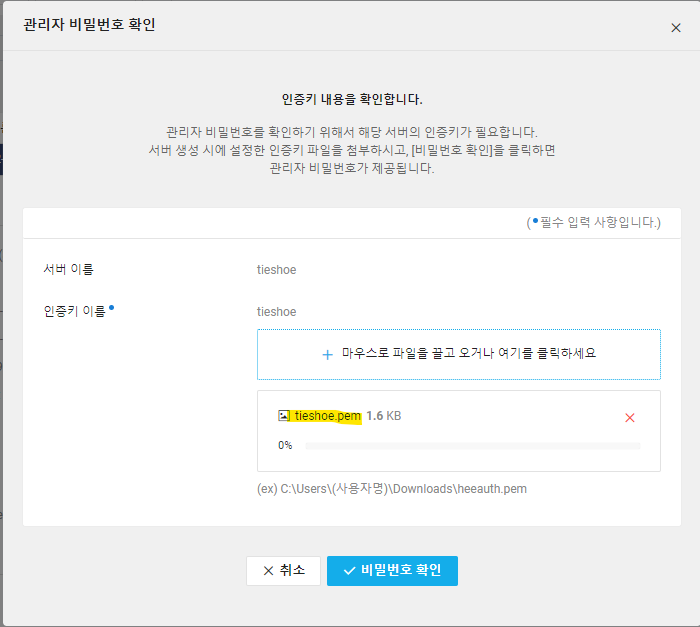 관리자 비밀번호 확인
인증키 내용을 확인합니다.
관리자 비밀번호를 확인하기 위해서 해당 서버의 인증키가 필요합니다.
서버 생성 시에 설정한 인증키 파일을 첨부하시고, [비밀번호 확인]을 클릭하면
관리자 비밀번호가 제공됩니다.
(•필수 입력 사항입니다.)
서버 이름 tieshoe
인증키 이름• tieshoe
+ 마우스로 파일을 끌고 오거나 여기를 클릭하세요
tieshoe.pem 1.6 KB
0%
(ex) C:\Users\(사용자명)\Downloads\heeauth.pem
취소 비밀번호 확인